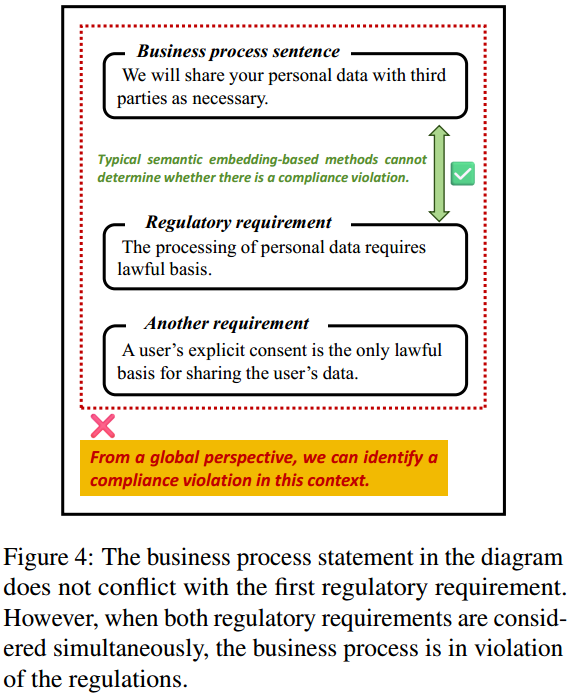 Business process sentence
We will share your personal data with third
parties as necessary.
Typical semantic embedding-based methods cannot
determine whether there is a compliance violation.
Regulatory requirement
The processing of personal data requires
lawful basis.
Another requirement
A user's explicit consent is the only lawful
basis for sharing the user's data.
From a global perspective, we can identify a
compliance violation in this context.
Figure 4: The business process statement in the diagram
does not conflict with the first regulatory requirement.
However, when both regulatory requirements are consid-
ered simultaneously, the business process is in violation
of the regulations.